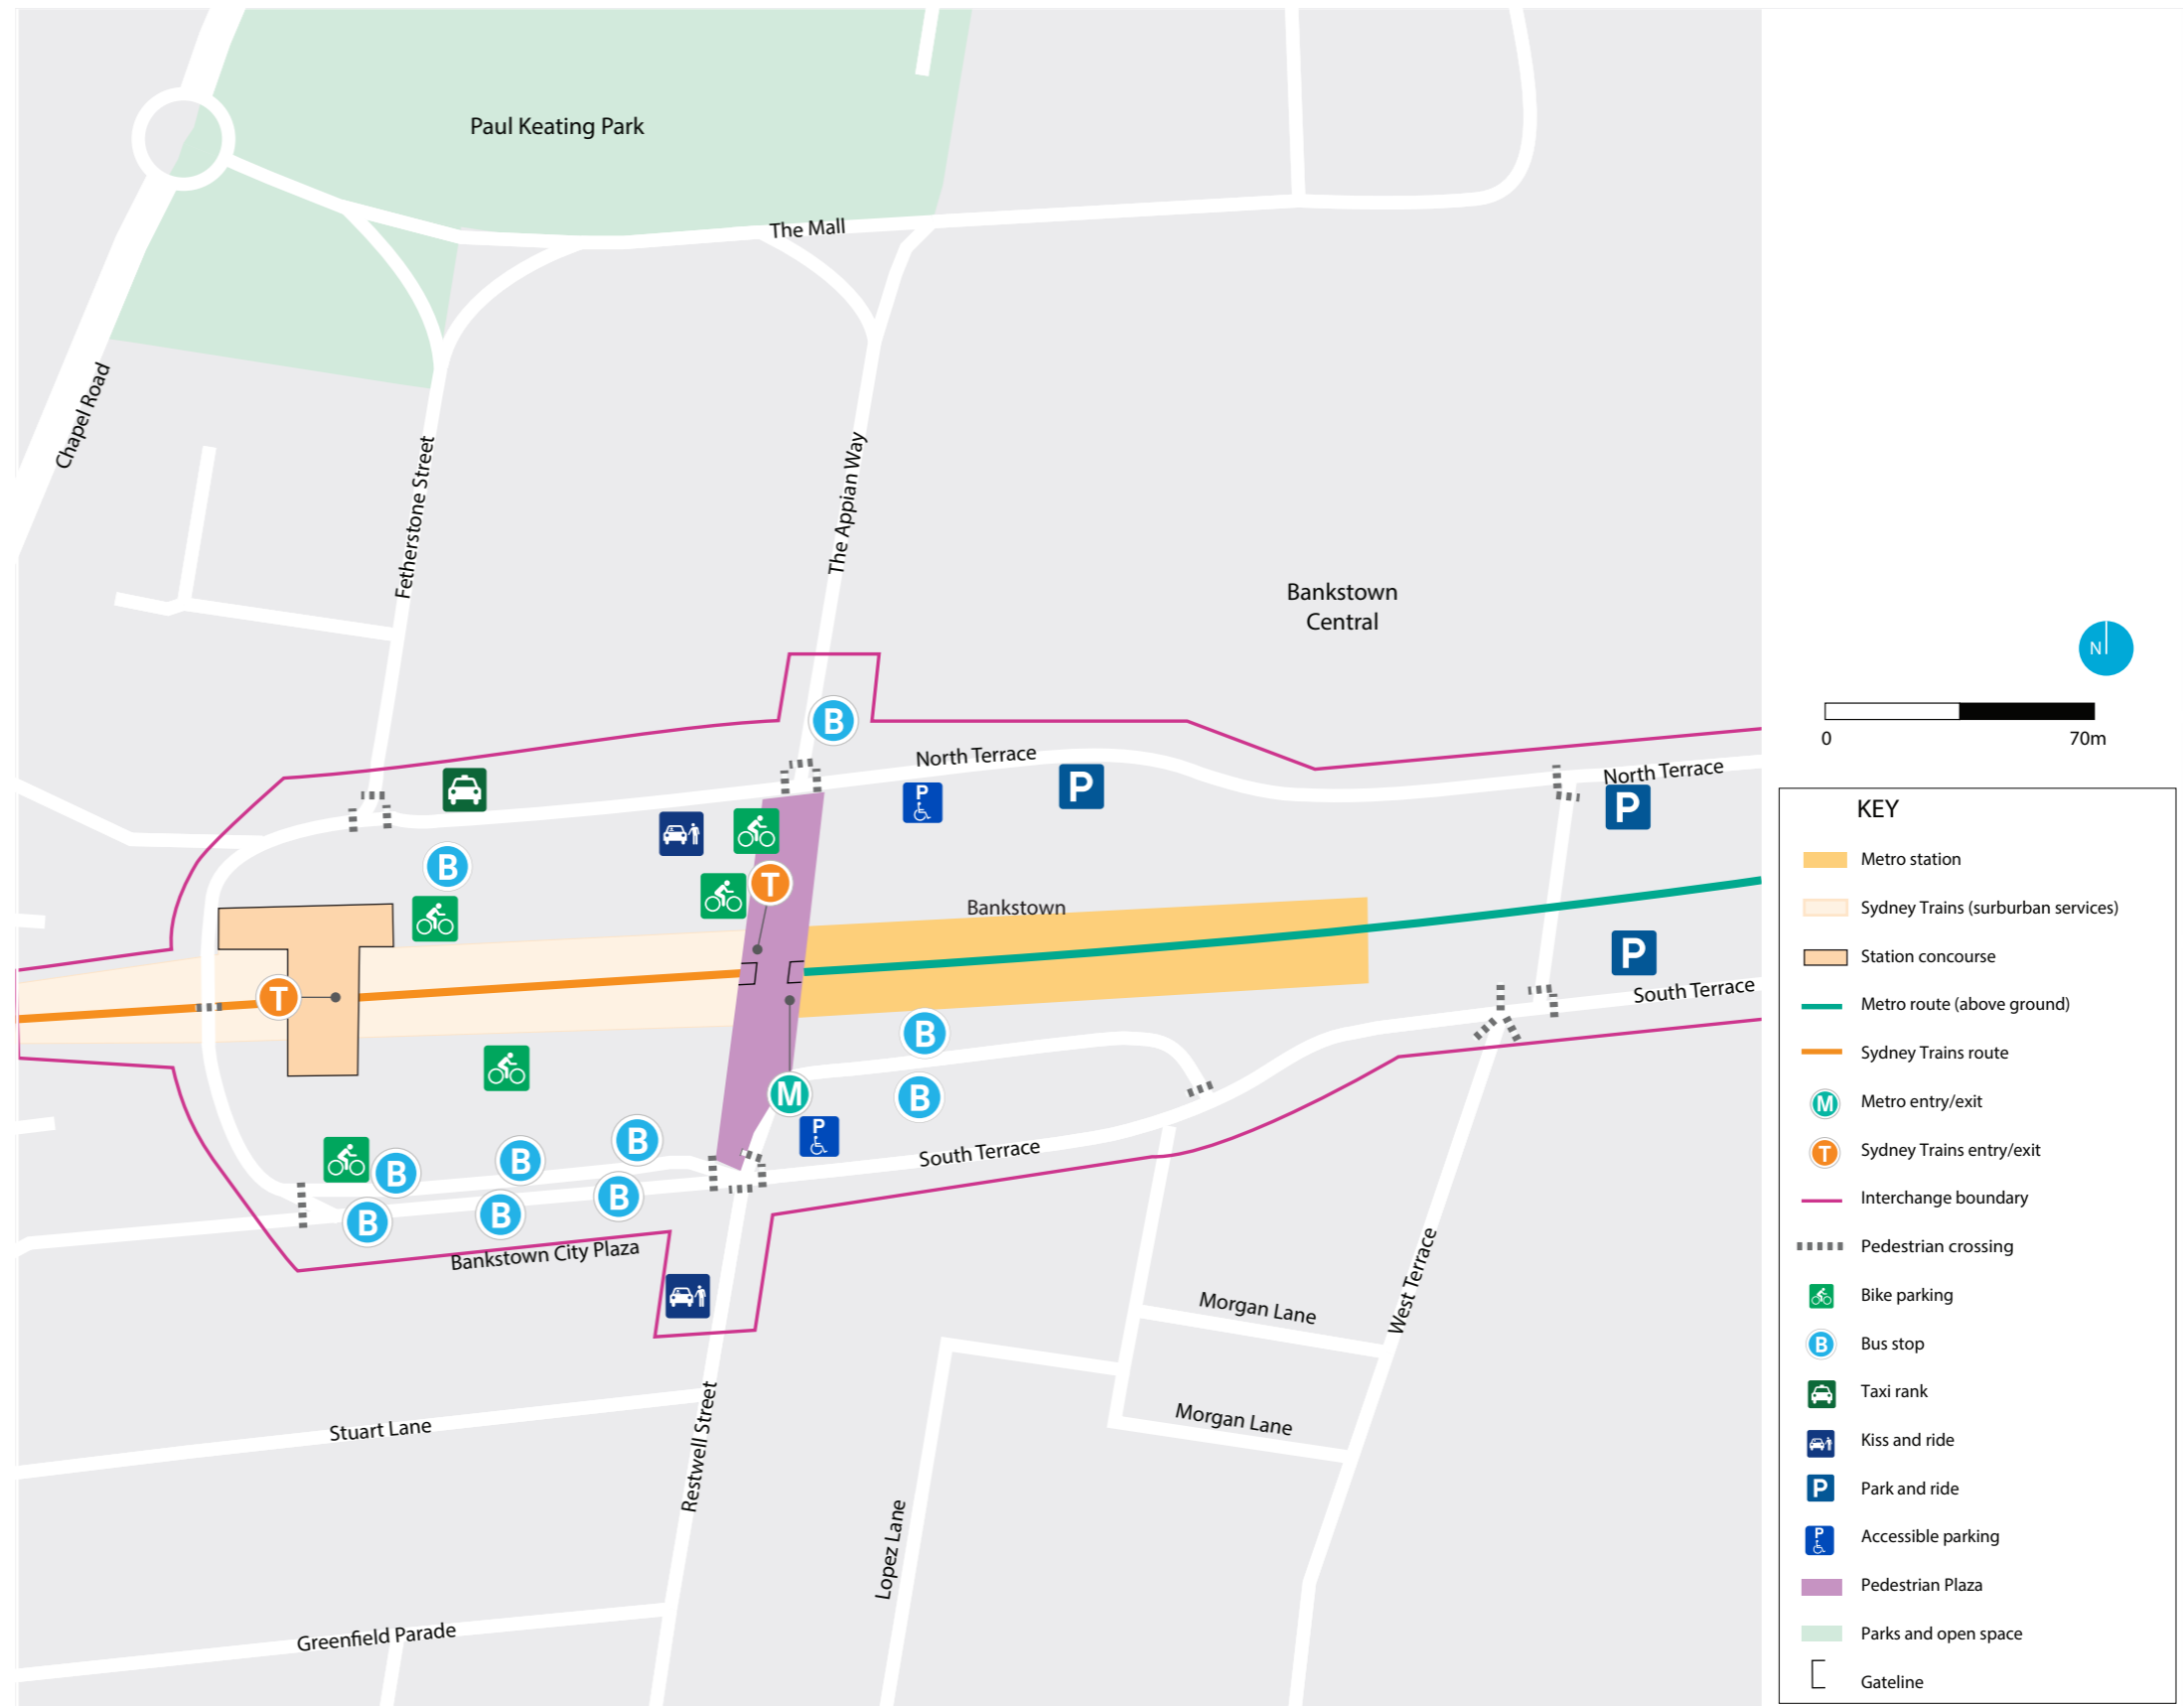 Paul Keating Park
The Mall
Chapel Road
Fetherstone Street
The Appian Way
Bankstown
Central
N
0
70m
B
North Terrace
North Terrace
P
P
P
B
T
Bankstown
P
T
South Terrace
B
M
B
P
B
B
B
South Terrace
B
B
B
Bankstown City Plaza
West Terrace
Morgan Lane
Morgan Lane
Stuart Lane
Restwell Street
Lopez Lane
Greenfield Parade
KEY
Metro station
Sydney Trains (surburban services)
Station concourse
Metro route (above ground)
Sydney Trains route
M
Metro entry/exit
T
Sydney Trains entry/exit
Interchange boundary
Pedestrian crossing
Bike parking
B
Bus stop
Taxi rank
Kiss and ride
P
Park and ride
P
Accessible parking
Pedestrian Plaza
Parks and open space
Gateline